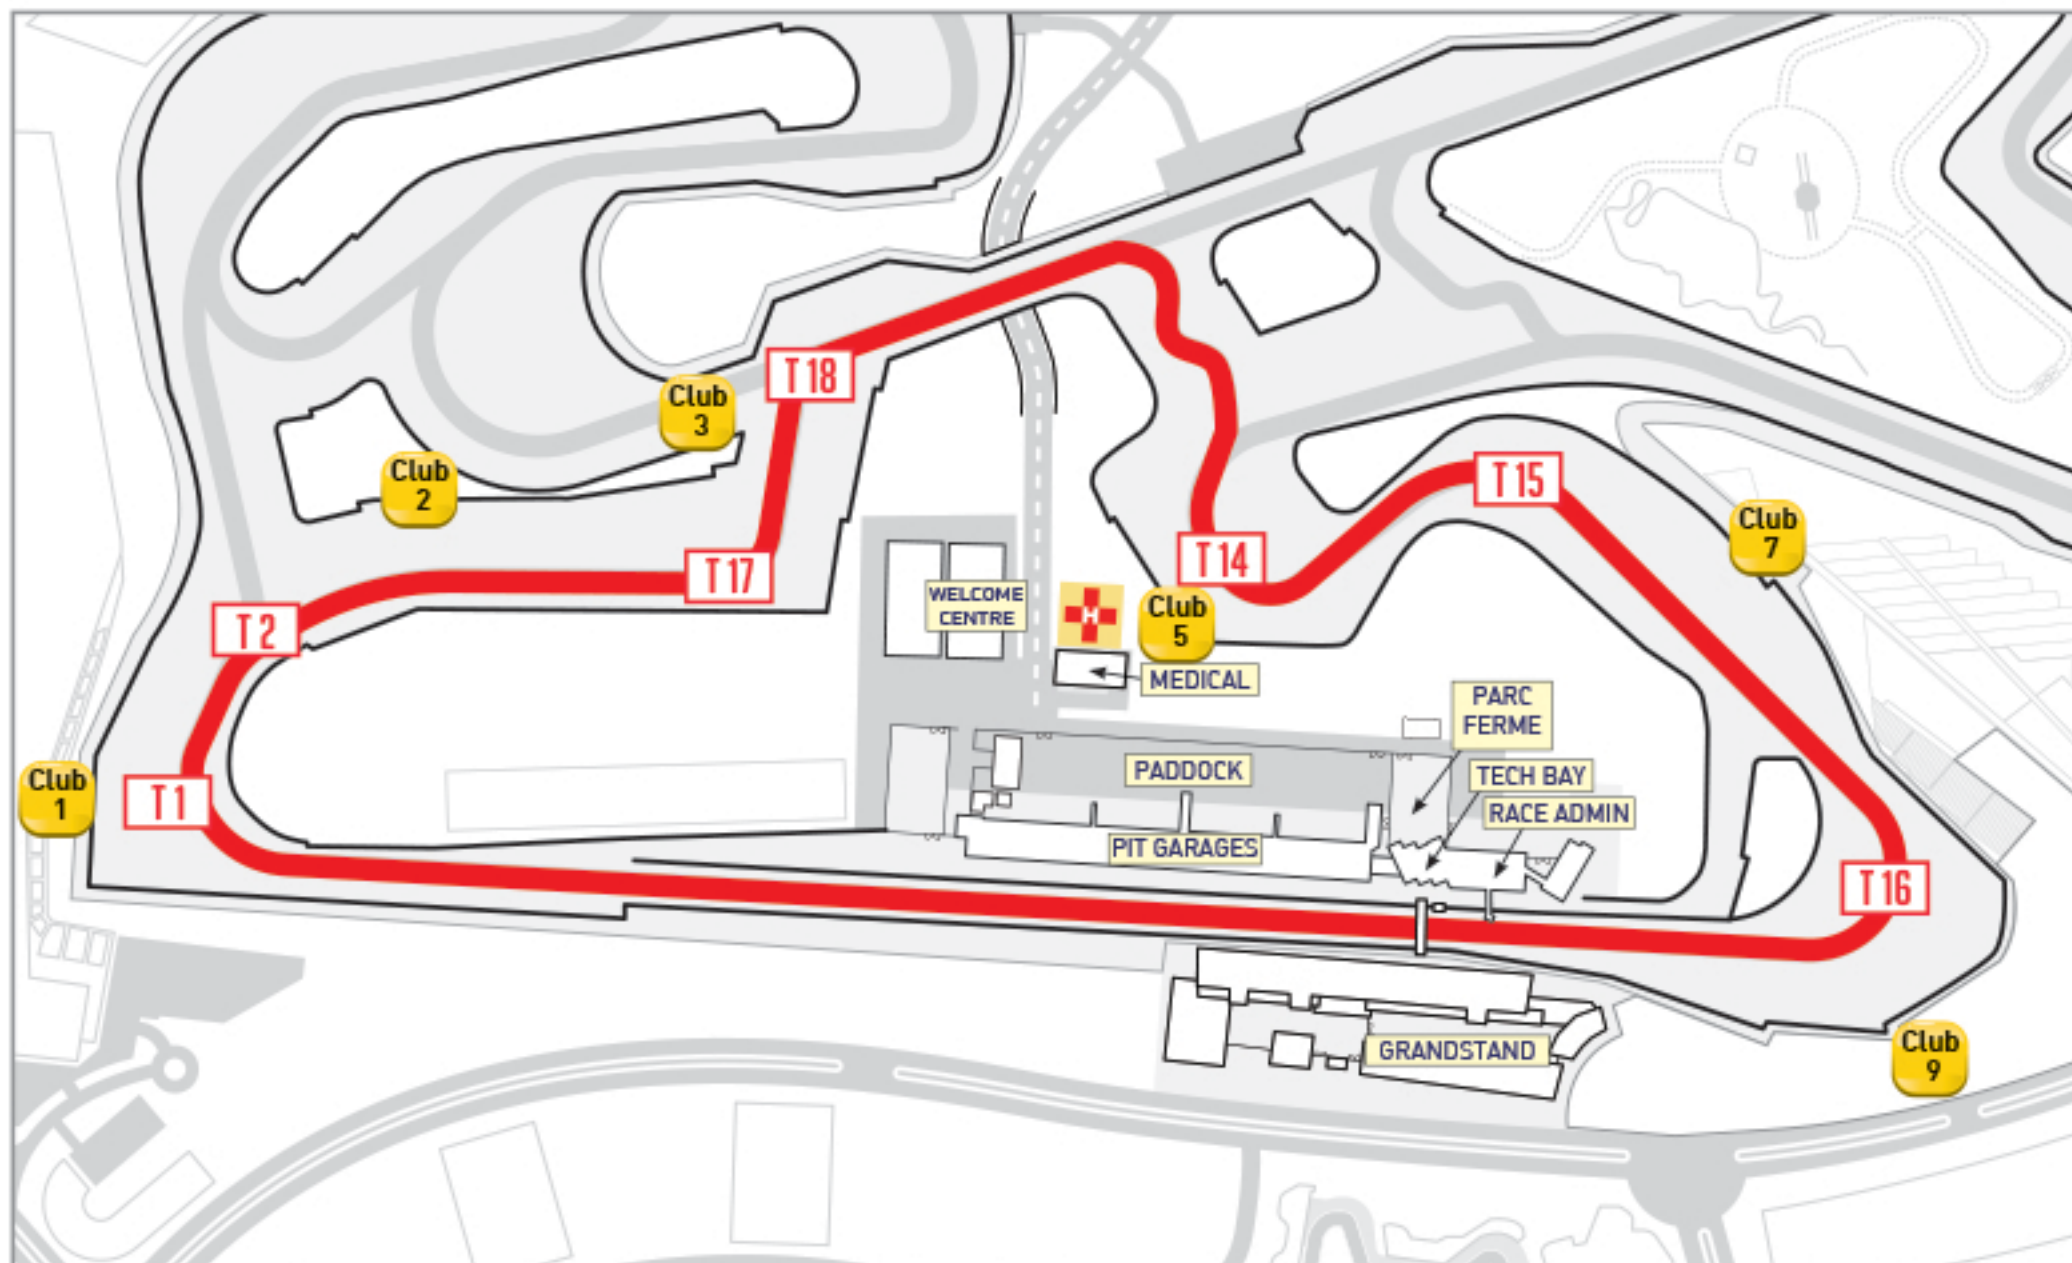 T18
Club
3
Club
2
T15
Club
7
T14
T17
WELCOME
CENTRE
H
Club
5
T2
MEDICAL
PARC
FERME
PADDOCK
TECH BAY
Club
1
T1
RACE ADMIN
PIT GARAGES
T16
GRANDSTAND
Club
9